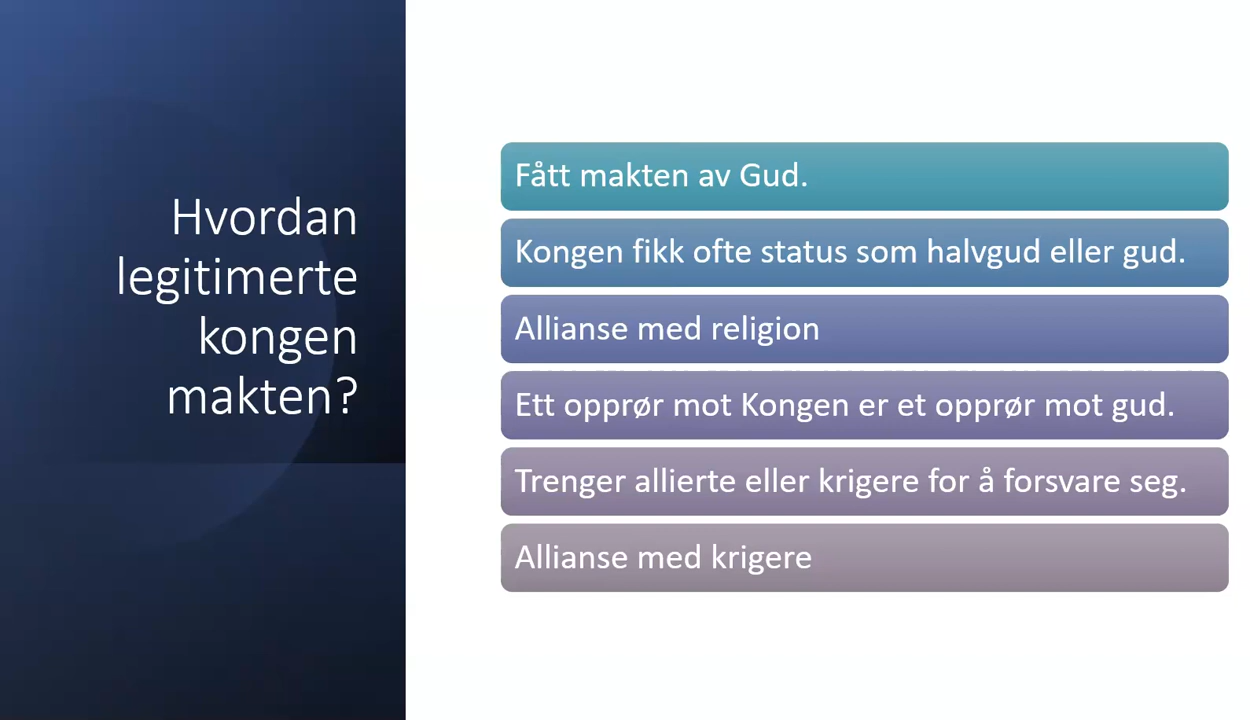 Hvordan
legitimerte
kongen
makten?
Fått makten av Gud.
Kongen fikk ofte status som halvgud eller gud.
Allianse med religion
Ett opprør mot Kongen er et opprør mot gud.
Trenger allierte eller krigere for å forsvare seg.
Allianse med krigere